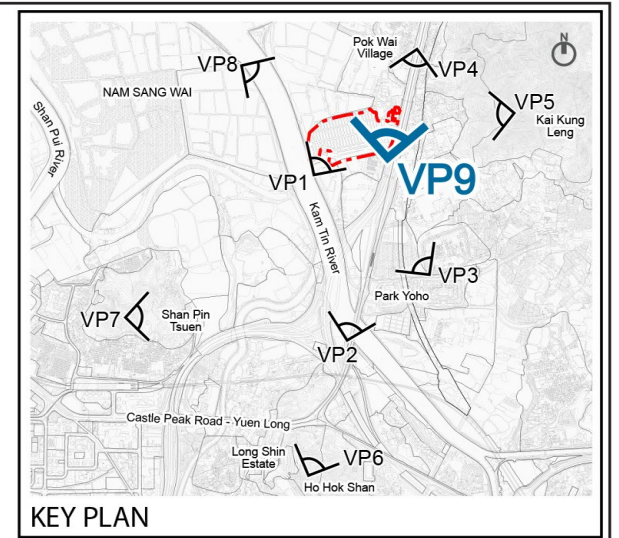 Pok Wai
Village
N
VP8
VP4
NAM SANG WAI
VP5
Kai Kung
Leng
Shan Pui River
VP1
VP9
Kam Tin River
VP3
Park Yoho
VP7
Shan Pin
Tsuen
VP2
Castle Peak Road - Yuen Long
Long Shin
Estate
VP6
Ho Hok Shan
KEY PLAN